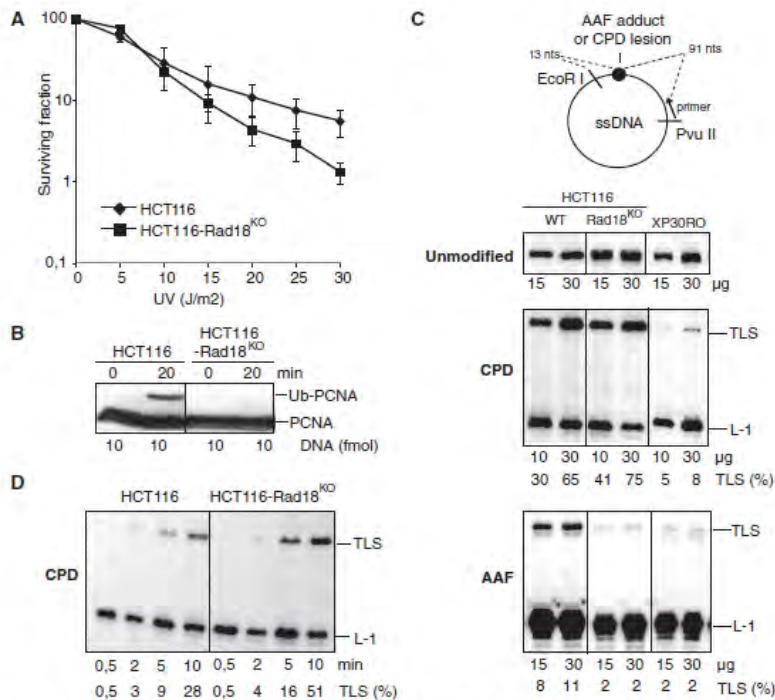 A
100
10
1
0,1
Surviving fraction
HCT116
HCT116-Rad18KO
0 5 10 15 20 25 30
UV (J/m2)
B
HCT116
HCT116
-Rad18KO
0 20 0 20 min
Ub-PCNA
PCNA
10 10 10 10 DNA (fmol)
D
HCT116 HCT116-Rad18KO
CPD
TLS
L-1
0,5 2 5 10 0,5 2 5 10 min
0,5 3 9 28 0,5 4 16 51 TLS (%)
C
AAF adduct
or CPD lesion
13 nts
91 nts
EcoR I
primer
ssDNA
Pvu II
HCT116
WT Rad18KO XP30RO
Unmodified
15 30 15 30 15 30 µg
CPD
TLS
L-1
10 30 10 30 10 30 µg
30 65 41 75 5 8 TLS (%)
AAF
TLS
L-1
15 30 15 30 15 30 µg
8 11 2 2 2 2 TLS (%)